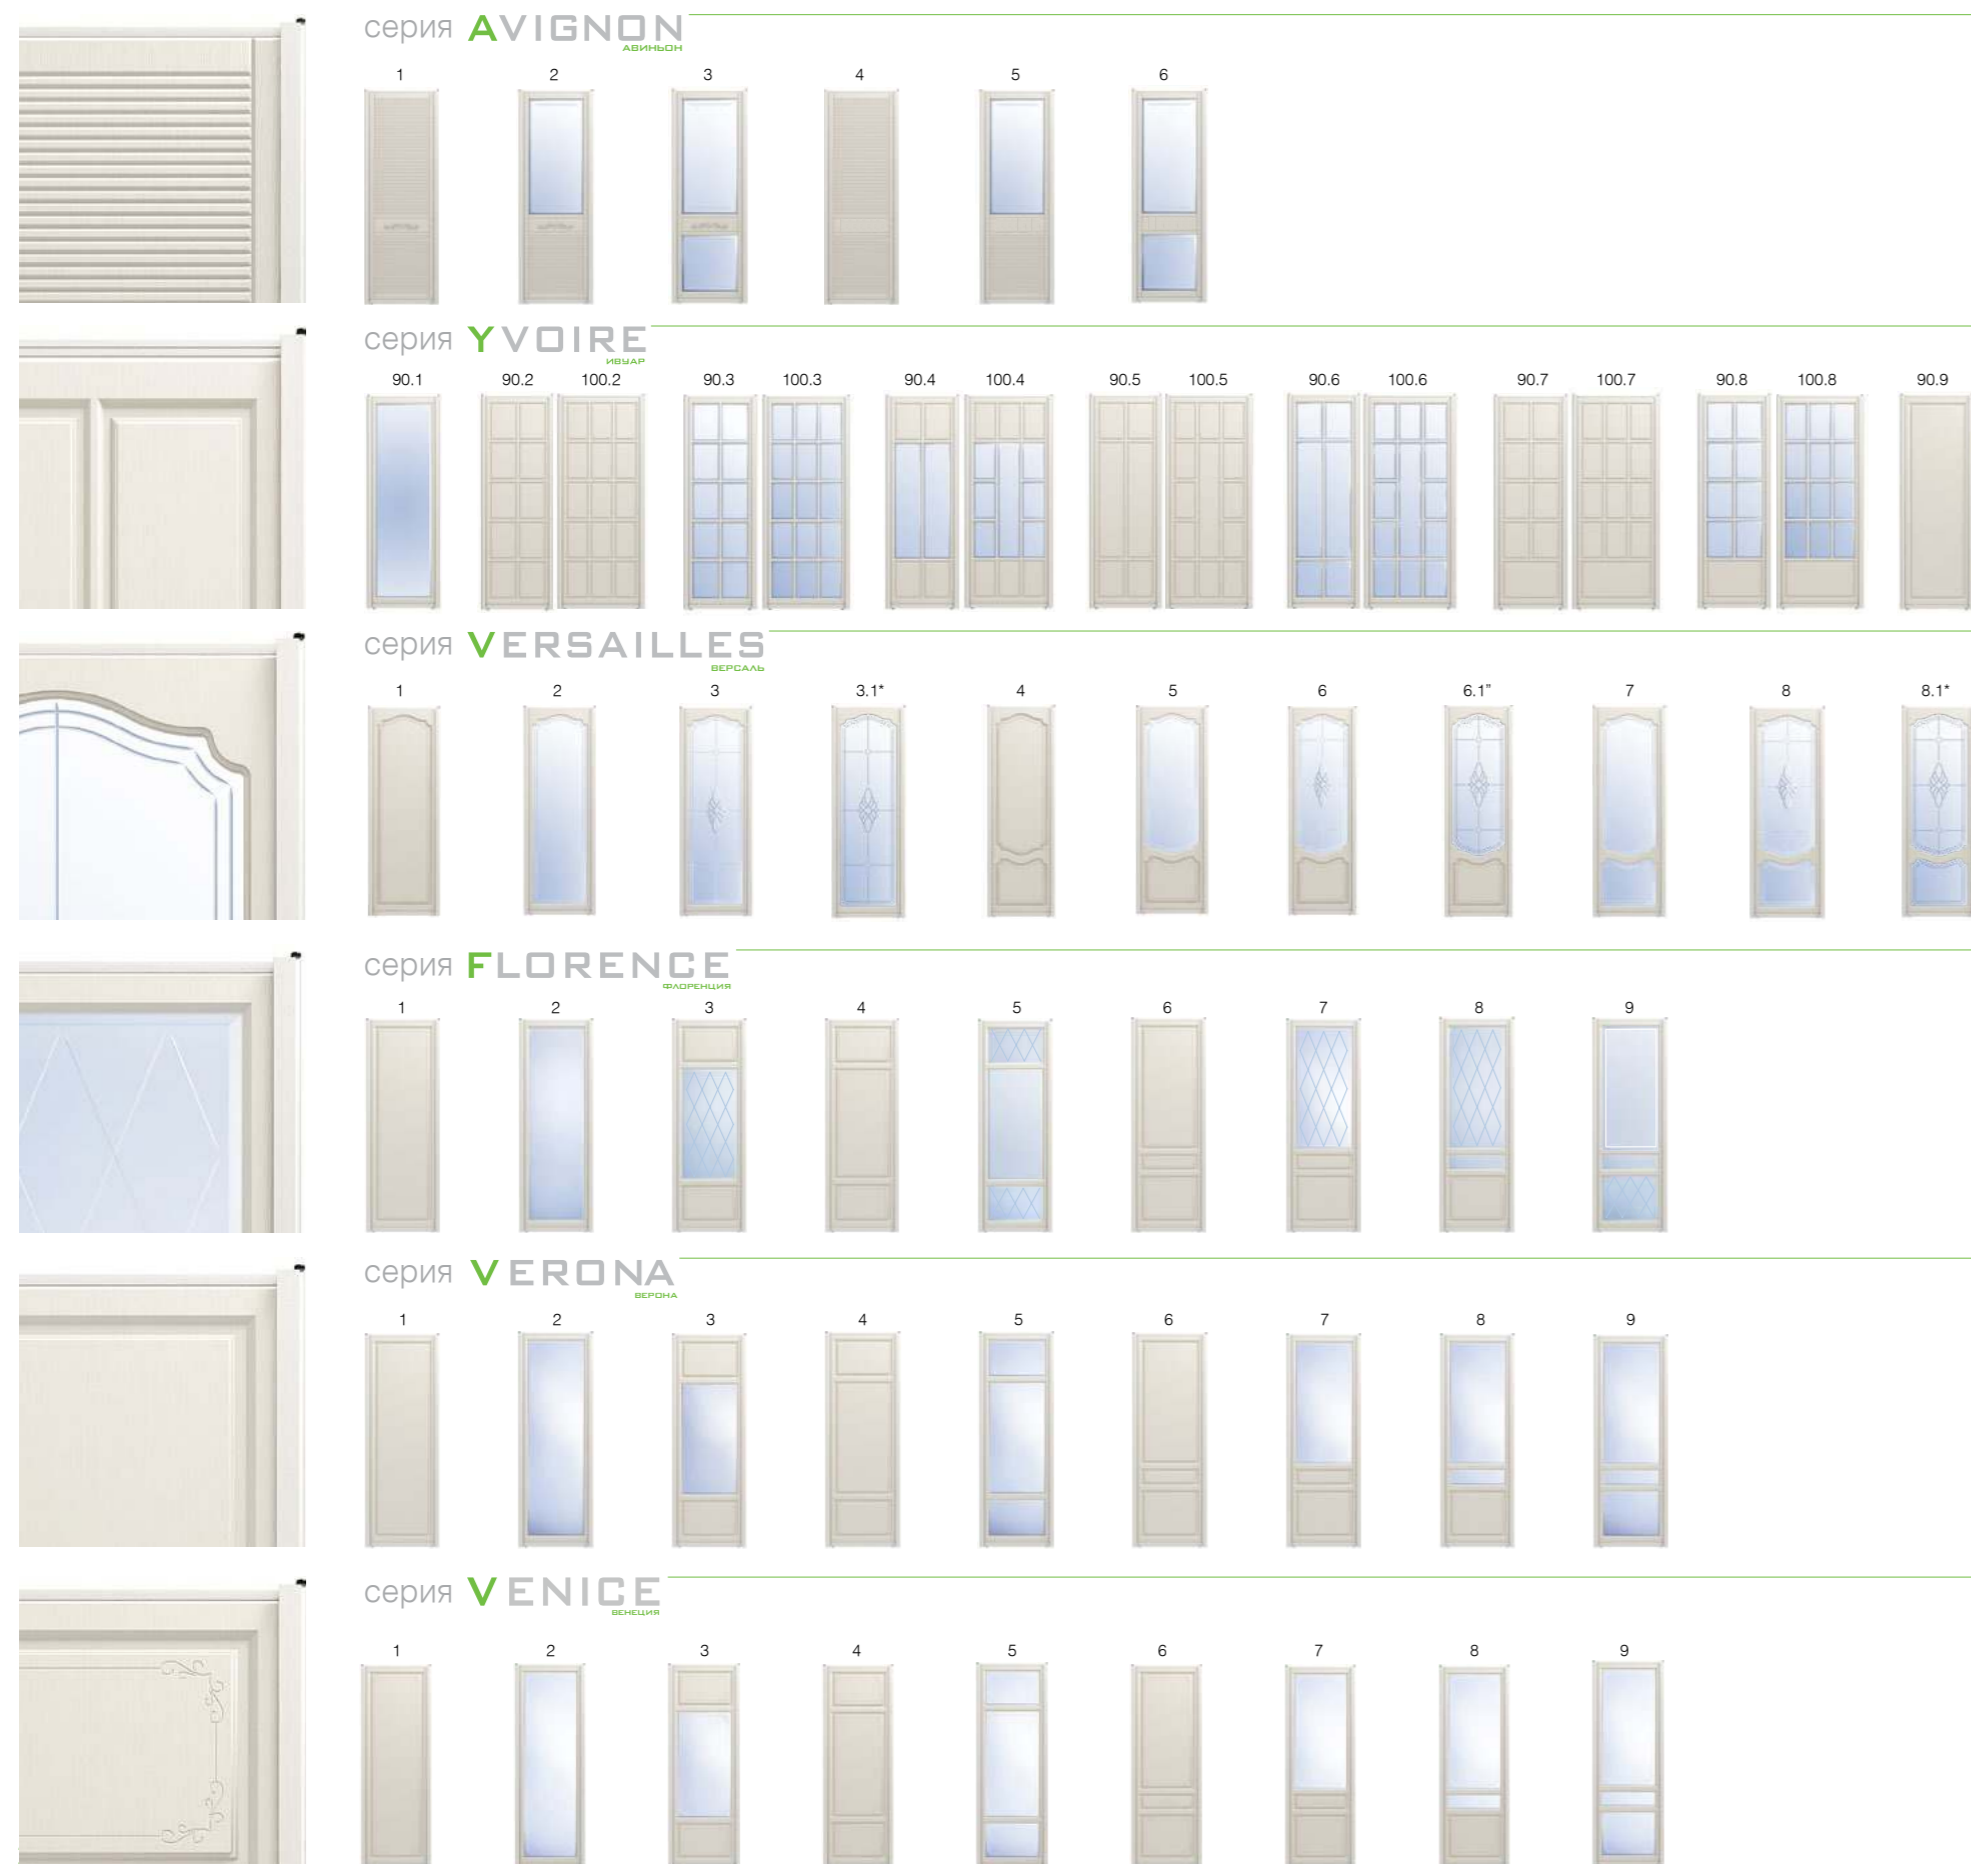 серия AVIGNON
АВИНЬОН
1 2 3 4 5 6
серия YVOIRE
ИВУАР
90.1 90.2 100.2 90.3 100.3 90.4 100.4 90.5 100.5 90.6 100.6 90.7 100.7 90.8 100.8 90.9
серия VERSAILLES
ВЕРСАЛЬ
1 2 3 3.1* 4 5 6 6.1" 7 8 8.1*
серия FLORENCE
ФЛОРЕНЦИЯ
1 2 3 4 5 6 7 8 9
серия VERONA
ВЕРОНА
1 2 3 4 5 6 7 8 9
серия VENICE
ВЕНЕЦИЯ
1 2 3 4 5 6 7 8 9